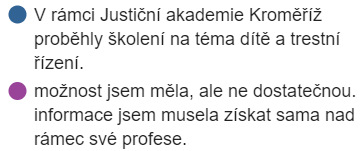 V rámci Justiční akademie Kroměříž
proběhly školení na téma dítě a trestní
řízení.
možnost jsem měla, ale ne dostatečnou.
informace jsem musela získat sama nad
rámec své profese.